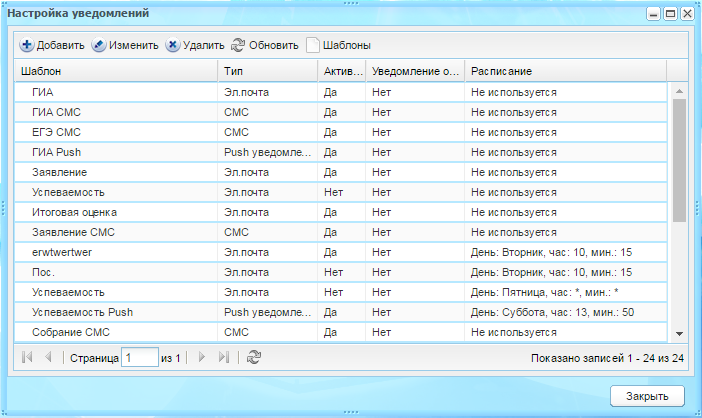 Настройка уведомлений
Добавить Изменить Удалить Обновить Шаблоны
Шаблон Тип Актив... Уведомление о... Расписание
ГИА Эл.почта Да Нет Не используется
ГИА СМС СМС Да Нет Не используется
ЕГЭ СМС СМС Да Нет Не используется
ГИА Push Push уведомле... Да Нет Не используется
Заявление Эл.почта Да Нет Не используется
Успеваемость Эл.почта Нет Нет Не используется
Итоговая оценка Эл.почта Да Нет Не используется
Заявление СМС СМС Да Нет Не используется
erwtwertwer Эл.почта Да Нет День: Вторник, час: 10, мин.: 15
Пос. Эл.почта Нет Нет День: Вторник, час: 10, мин.: 15
Успеваемость Эл.почта Нет Нет День: Пятница, час: *, мин.: *
Успеваемость Push Push уведомле... Да Нет День: Суббота, час: 13, мин.: 50
Собрание СМС СМС Да Нет Не используется
Страница 1 из 1 Показано записей 1 - 24 из 24
Закрыть